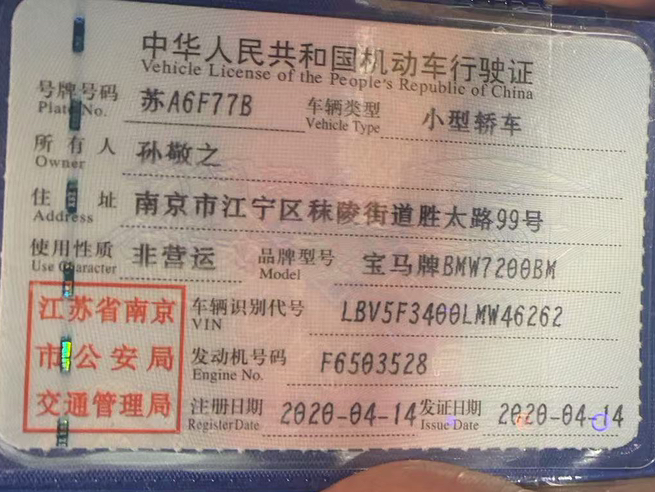 中华人民共和国机动车行驶证
Vehicle License of the People's Republic of China
号牌号码 苏A6F77B 车辆类型 小型轿车
Plate No. Vehicle Type
所有人 孙敬之
Owner
住址 南京市江宁区秣陵街道胜太路99号
Address
使用性质 非营运 品牌型号 宝马牌BMW7200BM
Use Character Model
江苏省南京
市公安局
交通管理局
车辆识别代号 LBV5F3400LMW46262
VIN
发动机号码 F6503528
Engine No.
注册日期 2020-04-14 发证日期 2020-04-14
Register Date Issue Date